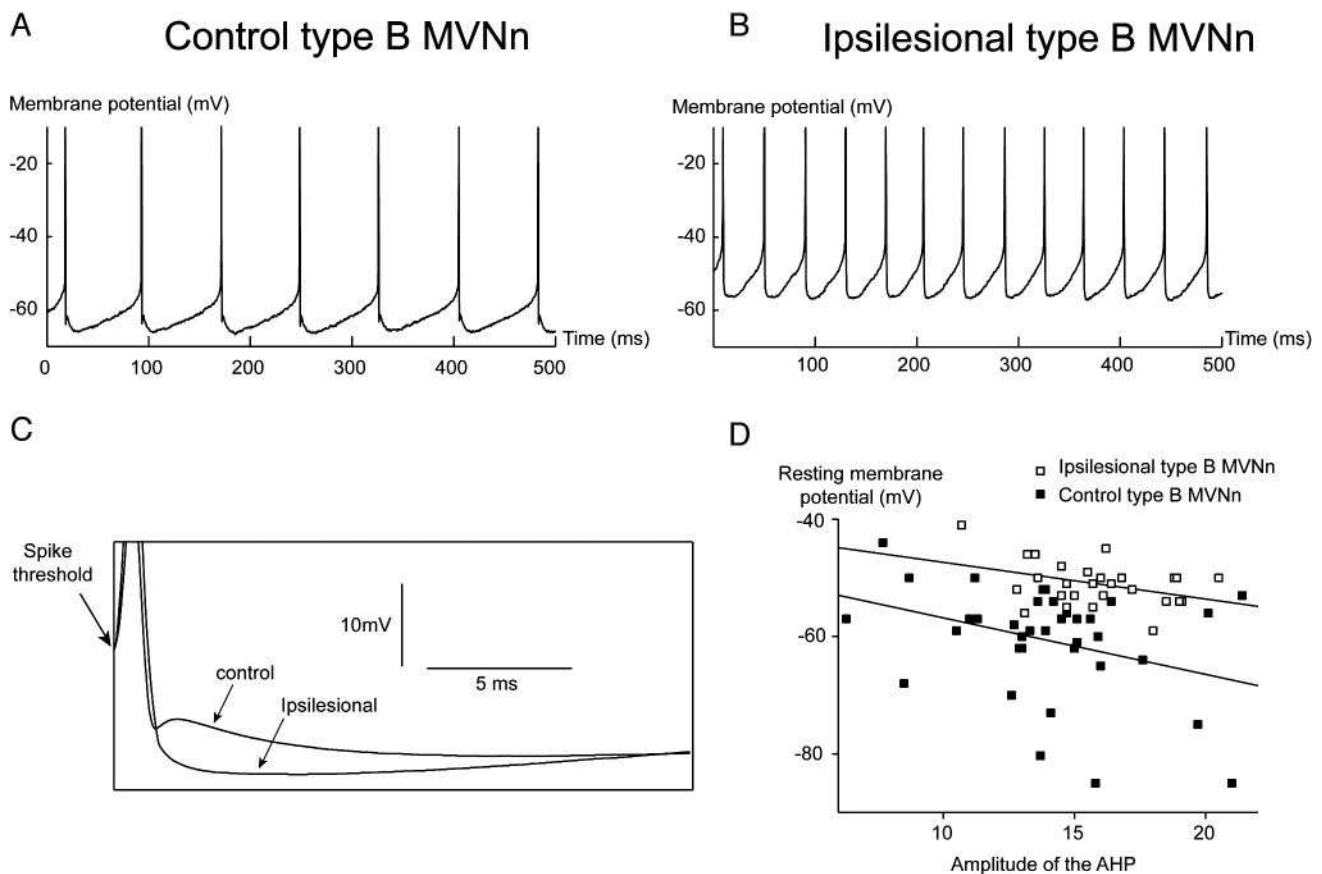 A
Control type B MVNn
Membrane potential (mV)
-20
-40
-60
Time (ms)
0
100
200
300
400
500
B
Ipsilesional type B MVNn
Membrane potential (mV)
-20
-40
-60
Time (ms)
100
200
300
400
500
C
Spike
threshold
10mV
5 ms
control
Ipsilesional
D
Resting membrane
potential (mV)
Ipsilesional type B MVNn
Control type B MVNn
-40
-60
-80
10
15
20
Amplitude of the AHP